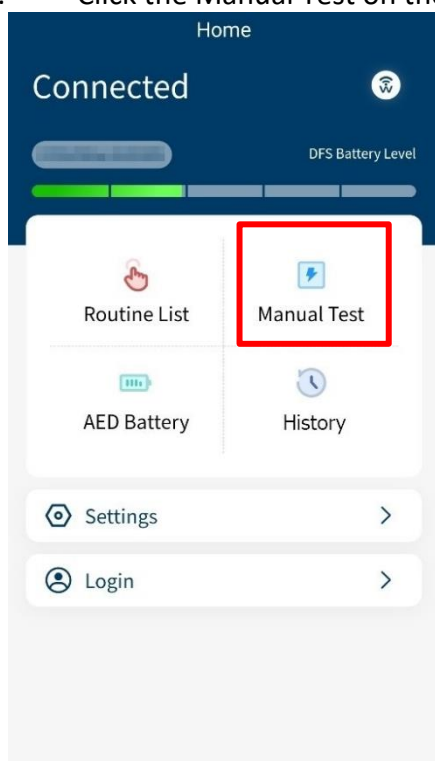 Click the Manual Test on the
Home
Connected
DFS Battery Level
Routine List
Manual Test
AED Battery
History
Settings
Login